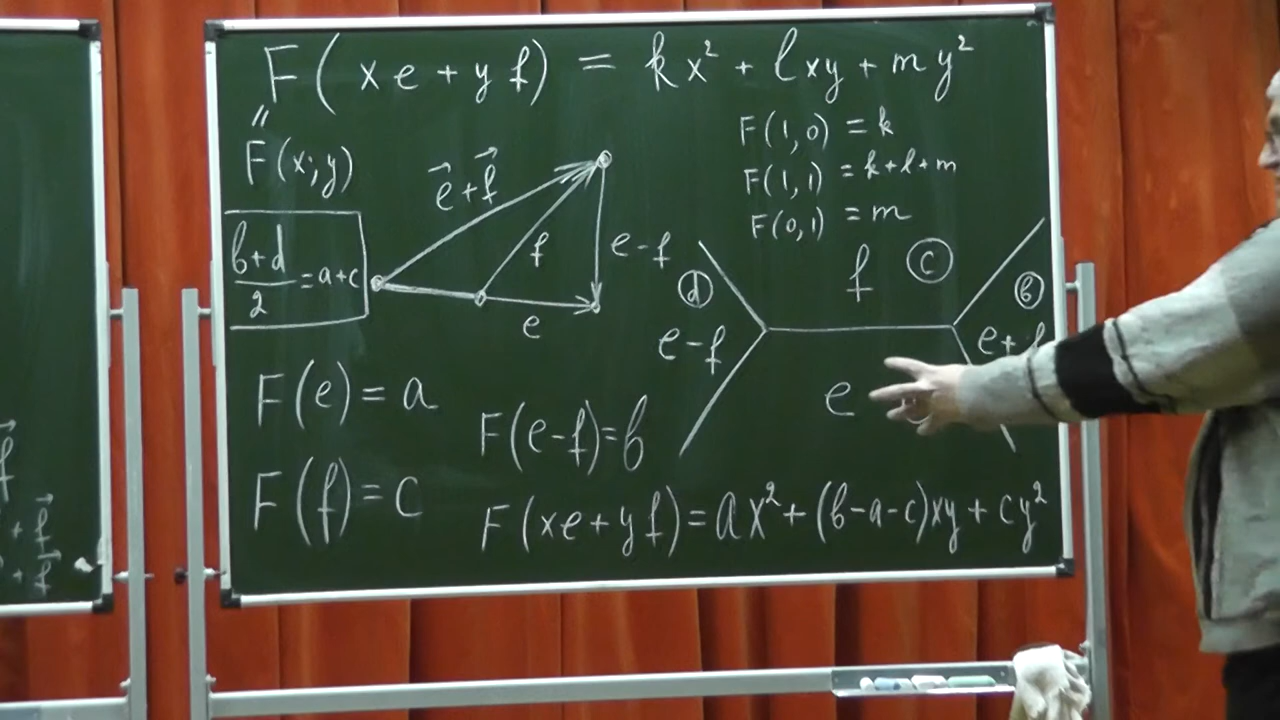 F(xe+yf) = kx²+lxy+my²
"
F(x;y)
F(1,0) = k
F(1,1) = k+l+m
F(0,1) = m
e⃗+f⃗
f
e-f
e
(b+d)/2 = a+c
d
f
c
b
e-f
e
e+
F(e)=a
F(e-f)=b
F(f)=c
F(xe+yf)=ax²+(b-a-c)xy+cy²